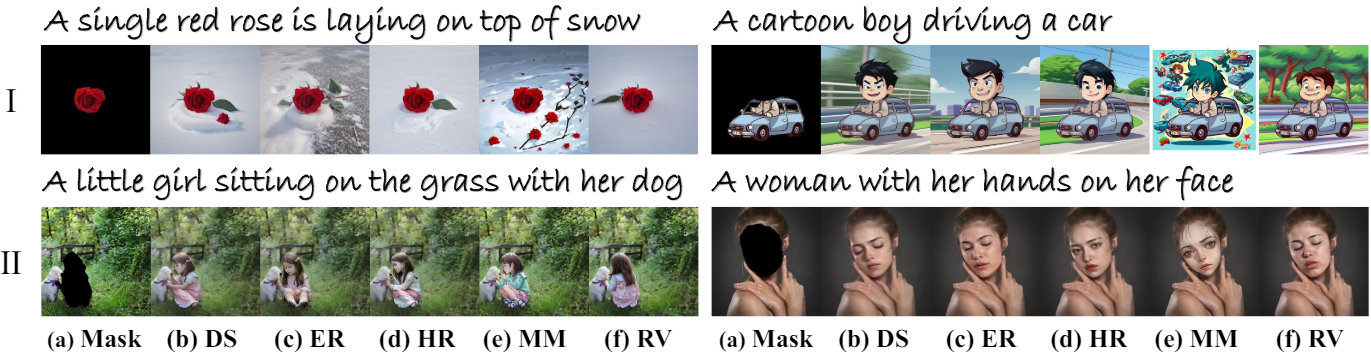 A single red rose is laying on top of snow
A cartoon boy driving a car
I
A little girl sitting on the grass with her dog
A woman with her hands on her face
II
(a) Mask (b) DS (c) ER (d) HR (e) MM (f) RV
(a) Mask (b) DS (c) ER (d) HR (e) MM (f) RV